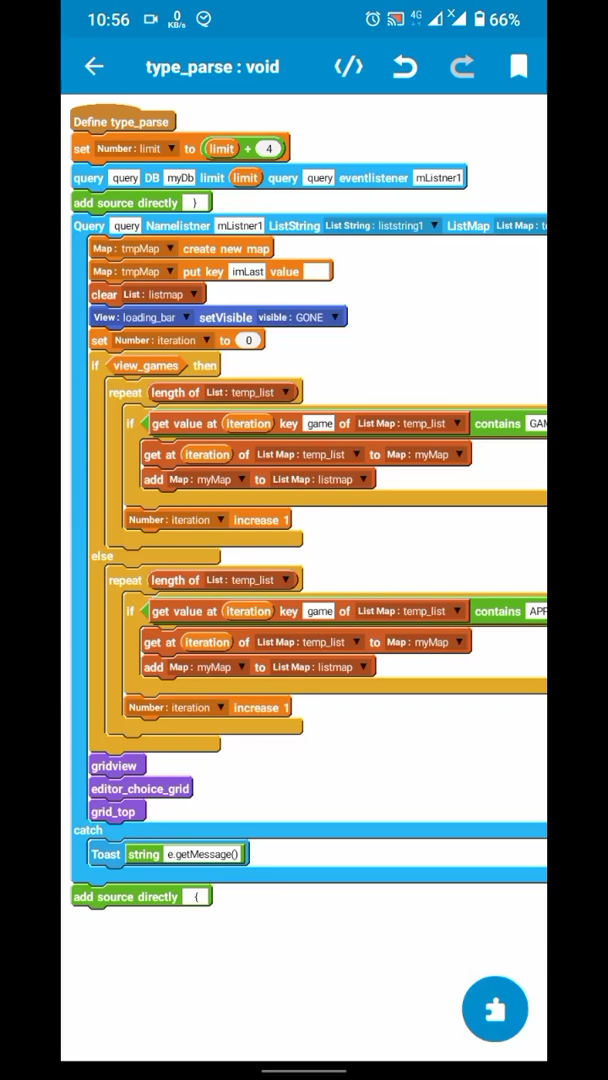 10:56 0 KB/s 4G X 66%
type_parse : void
Define type_parse
set Number: limit to limit + 4
query query DB myDb limit limit query query eventlistener mListner1
add source directly }
Query query Namelistner mListner1 ListString List String: liststring1 ListMap List Map:
Map: tmpMap create new map
Map: tmpMap put key imLast value
clear List: listmap
View: loading_bar setVisible visible: GONE
set Number: iteration to 0
if view_games then
repeat length of List: temp_list
if get value at iteration key game of List Map: temp_list contains
get at iteration of List Map: temp_list to Map: myMap
add Map: myMap to List Map: listmap
Number: iteration increase 1
else
repeat length of List: temp_list
if get value at iteration key game of List Map: temp_list contains
get at iteration of List Map: temp_list to Map: myMap
add Map: myMap to List Map: listmap
Number: iteration increase 1
gridview
editor_choice_grid
grid_top
catch
Toast string e.getMessage()
add source directly {